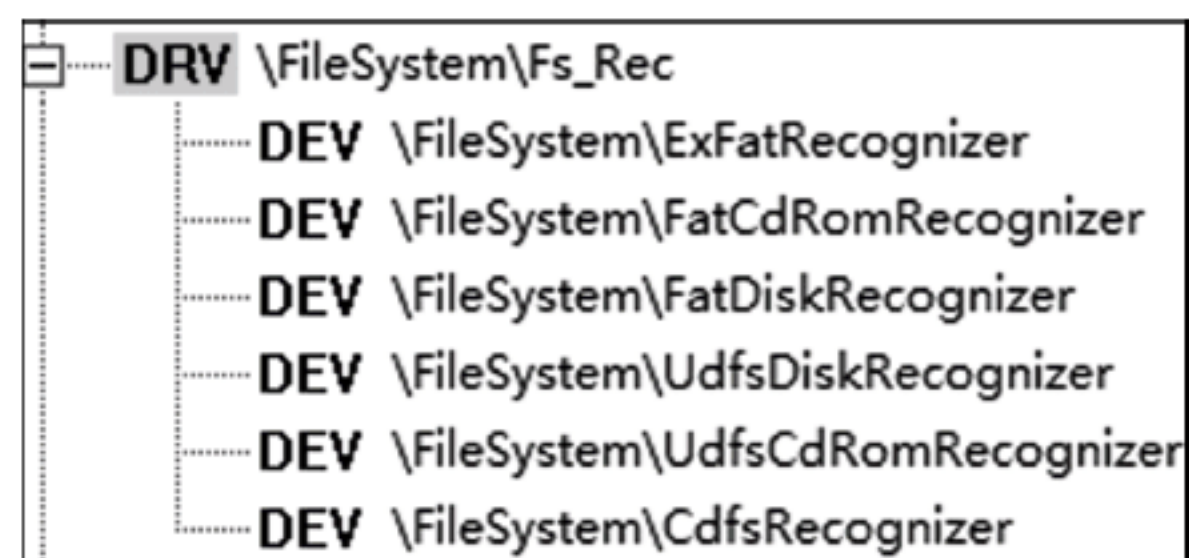 DRV \FileSystem\Fs_Rec
DEV \FileSystem\ExFatRecognizer
DEV \FileSystem\FatCdRomRecognizer
DEV \FileSystem\FatDiskRecognizer
DEV \FileSystem\UdfsDiskRecognizer
DEV \FileSystem\UdfsCdRomRecognizer
DEV \FileSystem\CdfsRecognizer